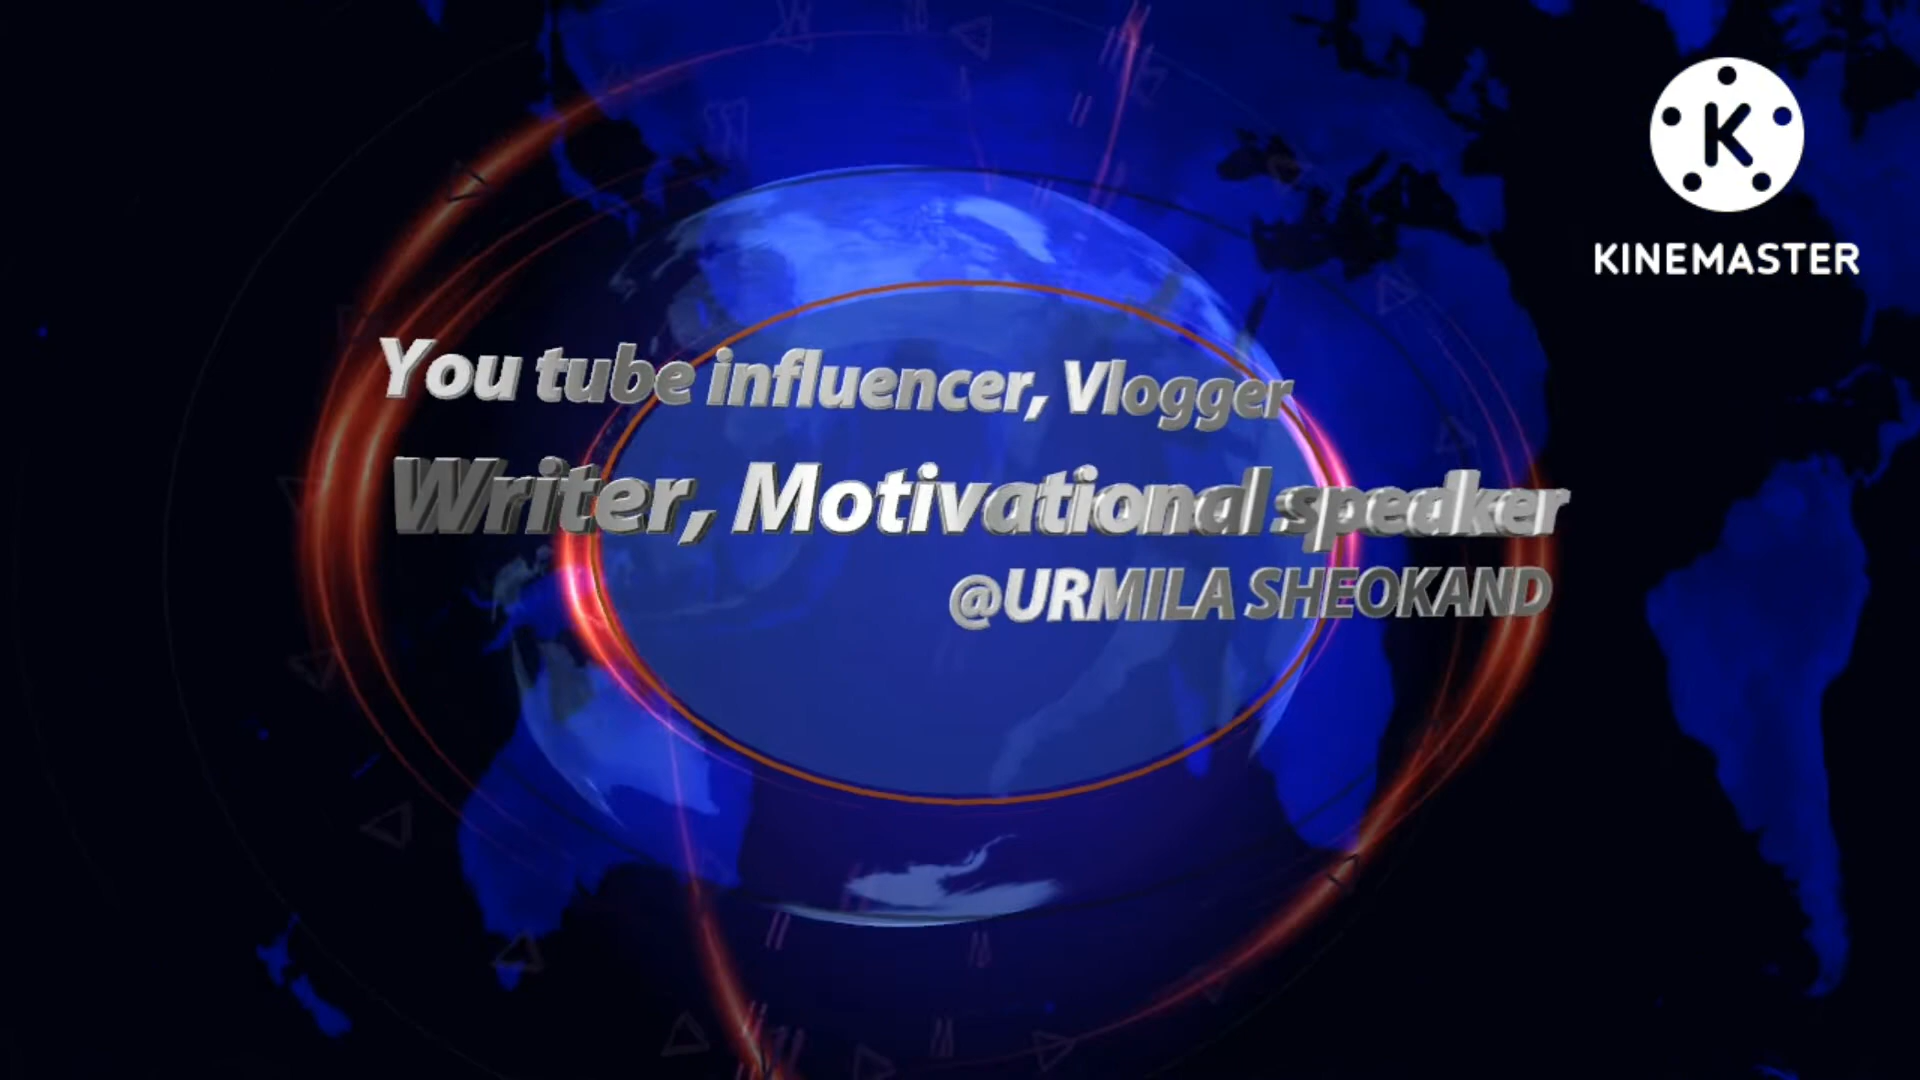 KINEMASTER
You tube influencer, Vlogger
Writer, Motivational speaker
@URMILA SHEOKAND